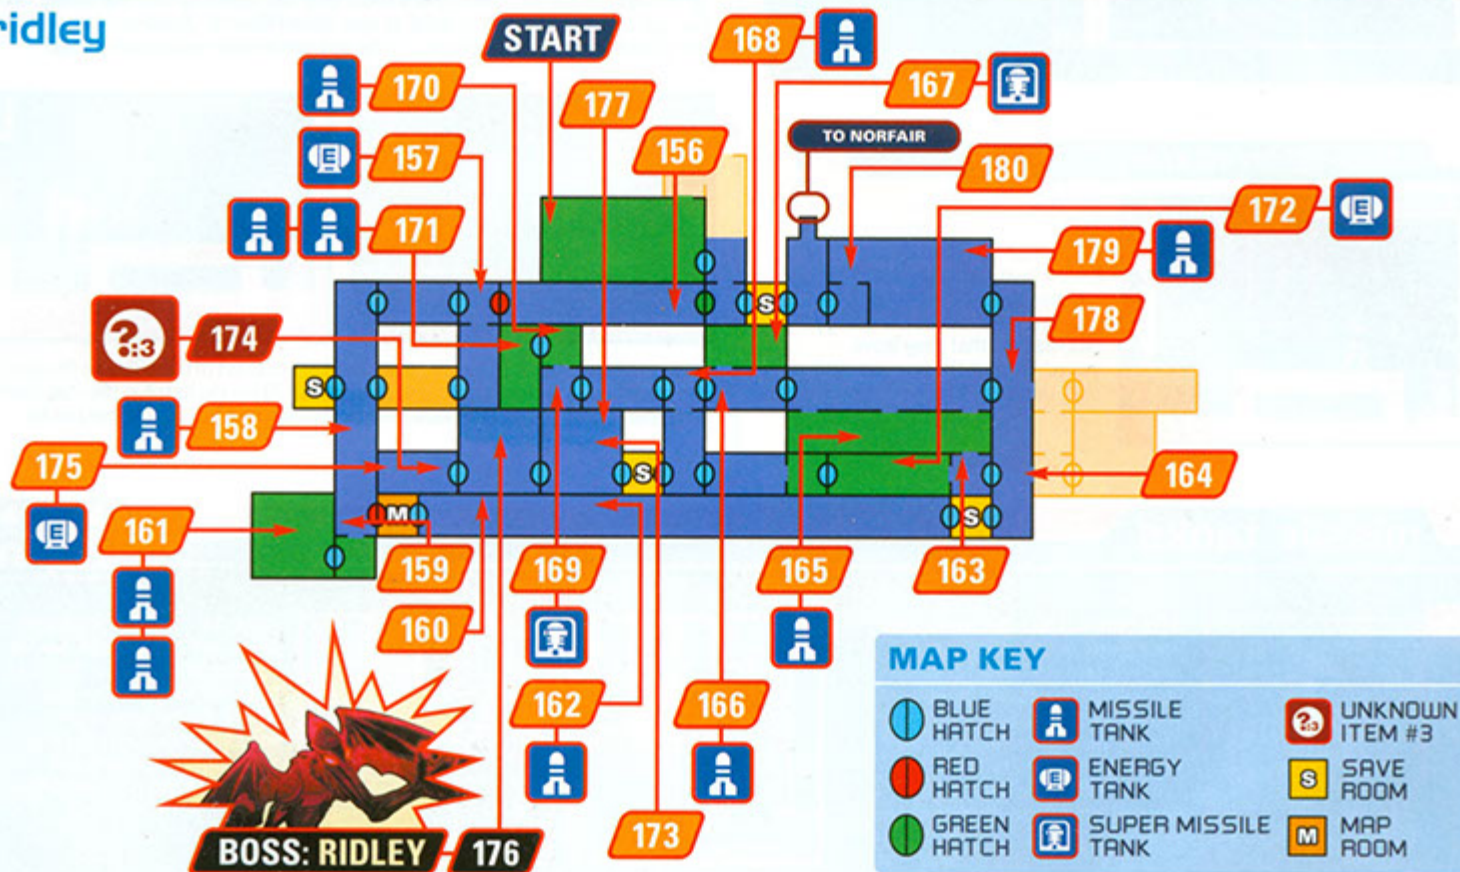 ridley
START
168
170
167
177
157
TO NORFAIR
156
180
172
171
179
S
178
174
S
158
175
164
S
M
S
161
159
169
165
163
160
162
166
173
BOSS: RIDLEY
176
MAP KEY
BLUE HATCH
MISSILE TANK
UNKNOWN ITEM #3
RED HATCH
ENERGY TANK
SAVE ROOM
GREEN HATCH
SUPER MISSILE TANK
MAP ROOM
E
E
E
?:3
E
?:3
S
M